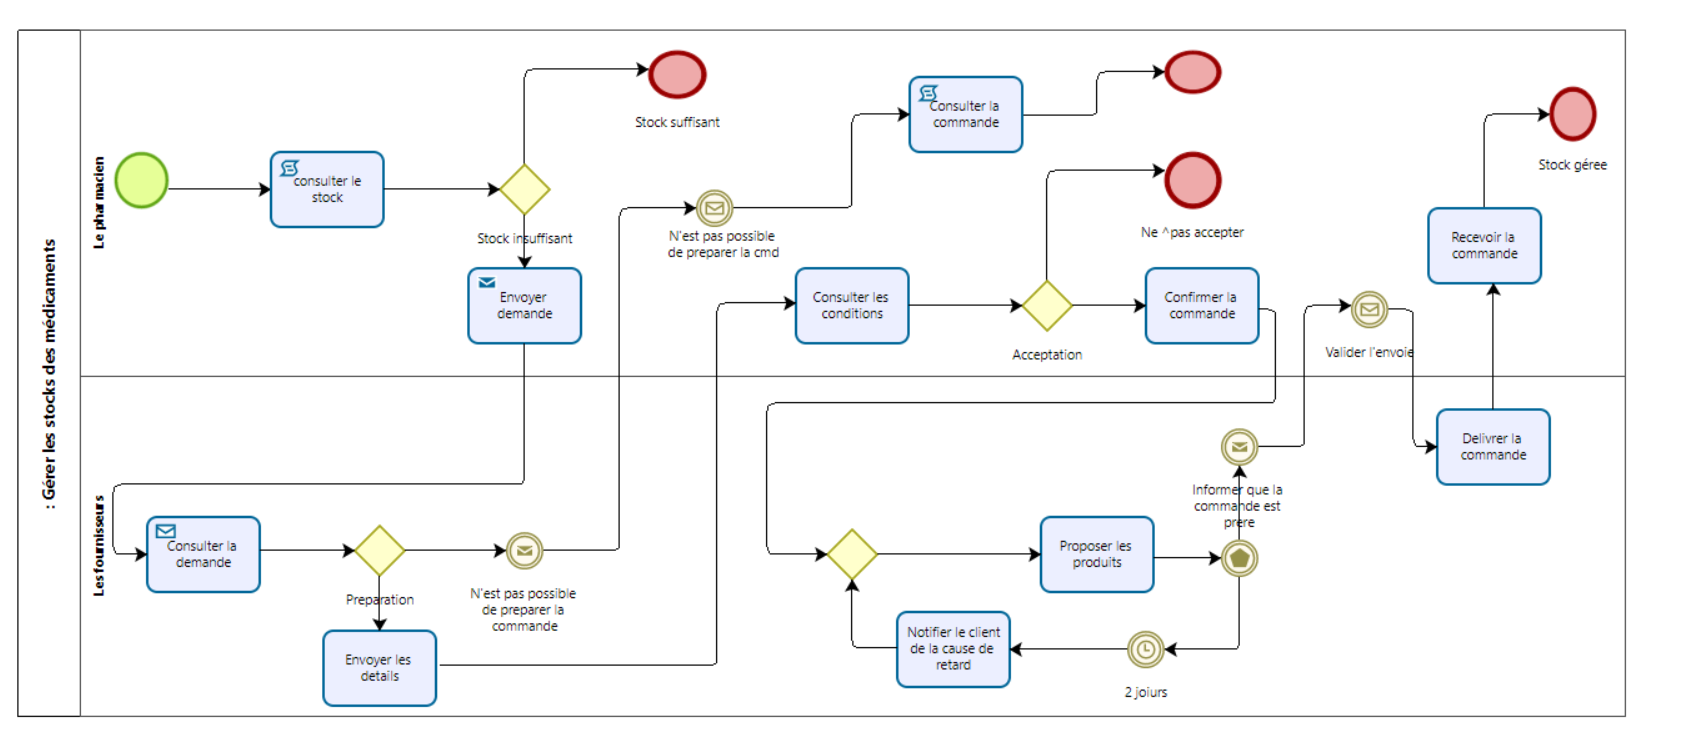 : Gérer les stocks des médicaments
Le pharmacien
consulter le
stock
Stock suffisant
Stock insuffisant
Envoyer
demande
N'est pas possible
de preparer la cmd
Consulter la
commande
Consulter les
conditions
Acceptation
Ne ^pas accepter
Confirmer la
commande
Valider l'envoie
Recevoir la
commande
Stock géree
Les fournisseurs
Consulter la
demande
Preparation
Envoyer les
details
N'est pas possible
de preparer la
commande
Proposer les
produits
Informer que la
commande est
prere
Notifier le client
de la cause de
retard
2 joiurs
Delivrer la
commande